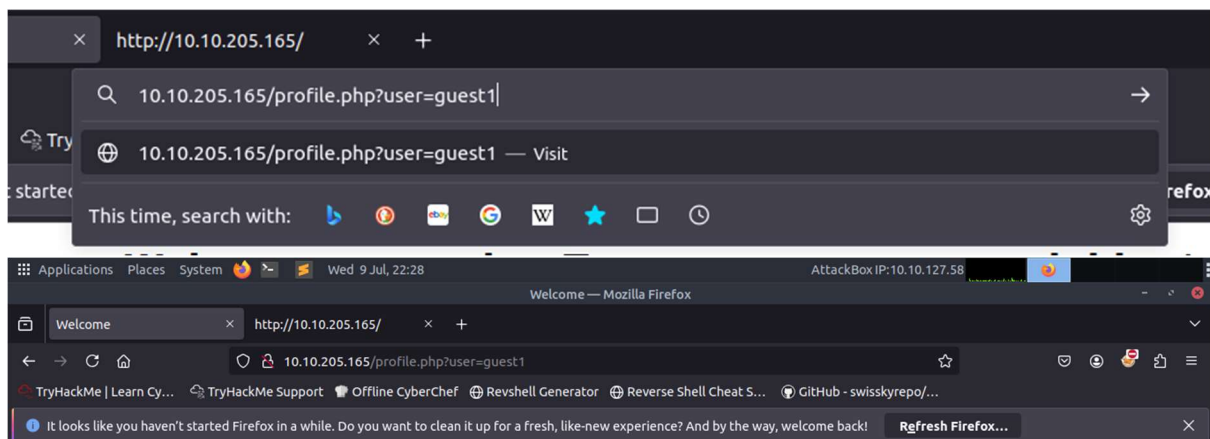 http://10.10.205.165/
10.10.205.165/profile.php?user=guest1
Try
10.10.205.165/profile.php?user=guest1 — Visit
t started
refox
This time, search with:
ebay G W
Applications Places System Wed 9 Jul, 22:28 AttackBox IP:10.10.127.58
Welcome — Mozilla Firefox
Welcome http://10.10.205.165/
10.10.205.165/profile.php?user=guest1
TryHackMe | Learn Cy... TryHackMe Support Offline CyberChef Revshell Generator Reverse Shell Cheat S... GitHub - swisskyrepo/...
It looks like you haven't started Firefox in a while. Do you want to clean it up for a fresh, like-new experience? And by the way, welcome back! Refresh Firefox...